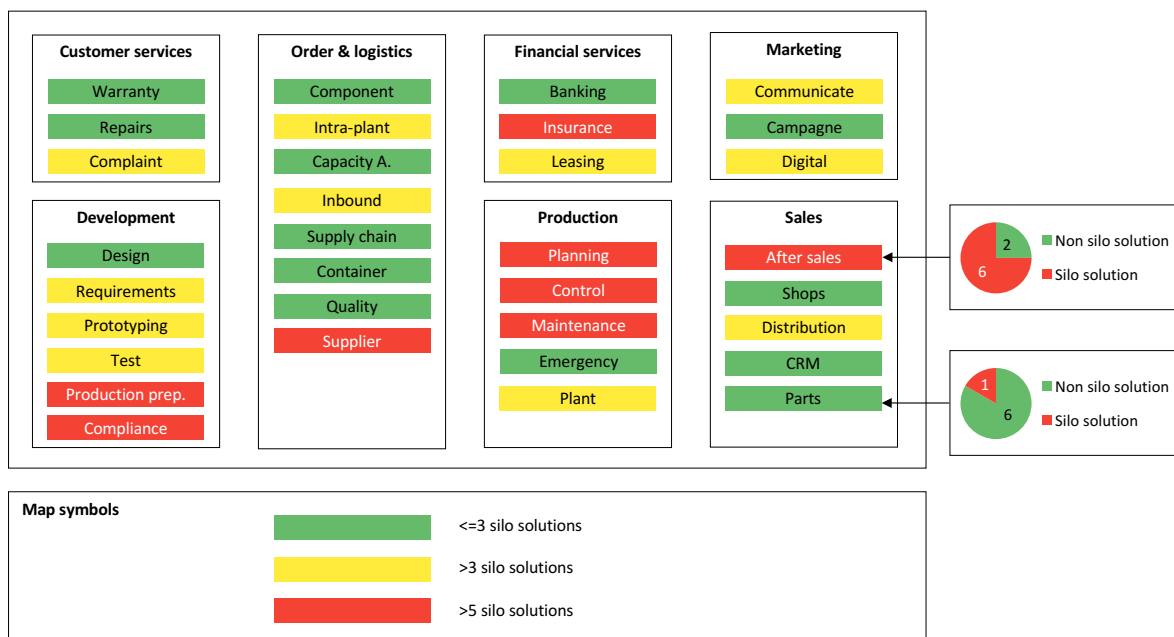 Customer services
Warranty
Repairs
Complaint
Order & logistics
Component
Intra-plant
Capacity A.
Inbound
Supply chain
Container
Quality
Supplier
Financial services
Banking
Insurance
Leasing
Marketing
Communicate
Campagne
Digital
Development
Design
Requirements
Prototyping
Test
Production prep.
Compliance
Production
Planning
Control
Maintenance
Emergency
Plant
Sales
After sales
Shops
Distribution
CRM
Parts
2
6
Non silo solution
Silo solution
1
6
Non silo solution
Silo solution
Map symbols
<=3 silo solutions
>3 silo solutions
>5 silo solutions